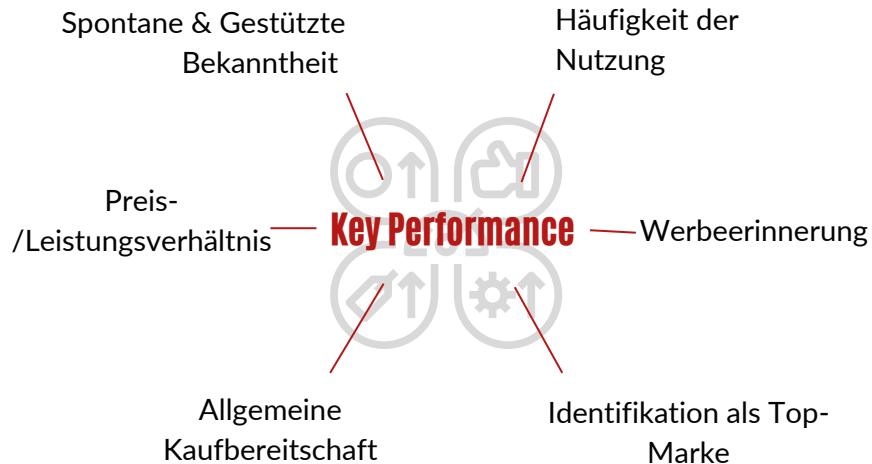 Spontane & Gestützte
Bekanntheit
Häufigkeit der
Nutzung
Preis-
/Leistungsverhältnis
Key Performance
Werbeerinnerung
Allgemeine
Kaufbereitschaft
Identifikation als Top-
Marke